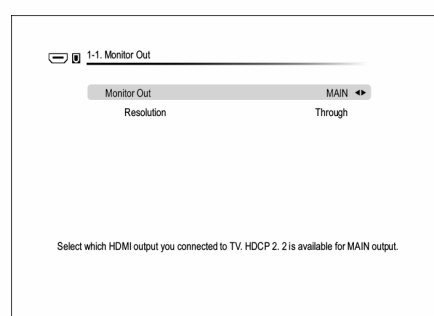 1-1. Monitor Out
Monitor Out MAIN
Resolution Through
Select which HDMI output you connected to TV. HDCP 2. 2 is available for MAIN output.